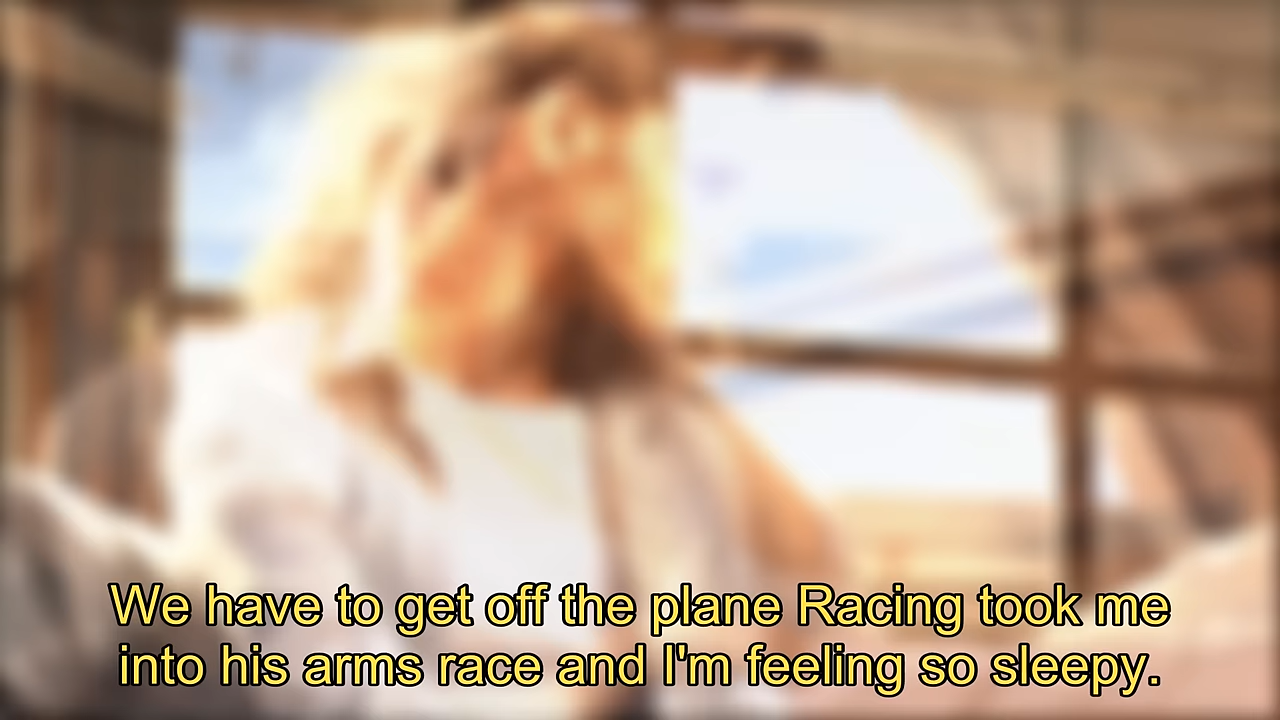 We have to get off the plane Racing took me
into his arms race and I'm feeling so sleepy.